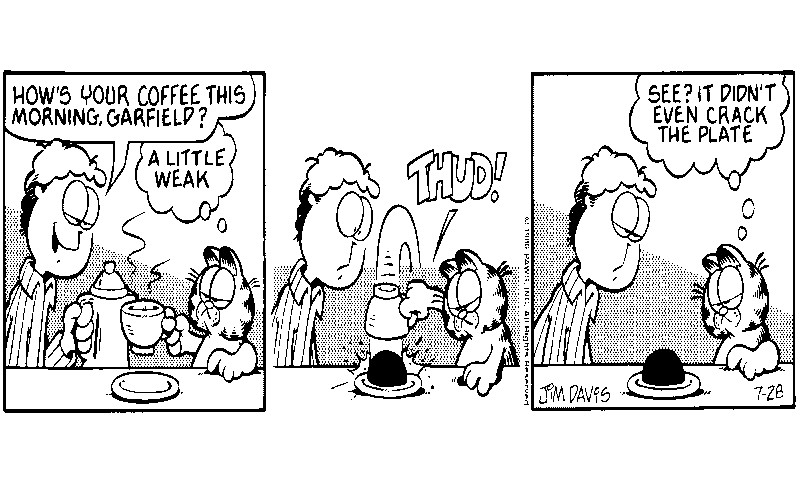 HOW'S YOUR COFFEE THIS
MORNING, GARFIELD?
A LITTLE
WEAK
THUD!
SEE? IT DIDN'T
EVEN CRACK
THE PLATE
JIM DAVIS
7-28